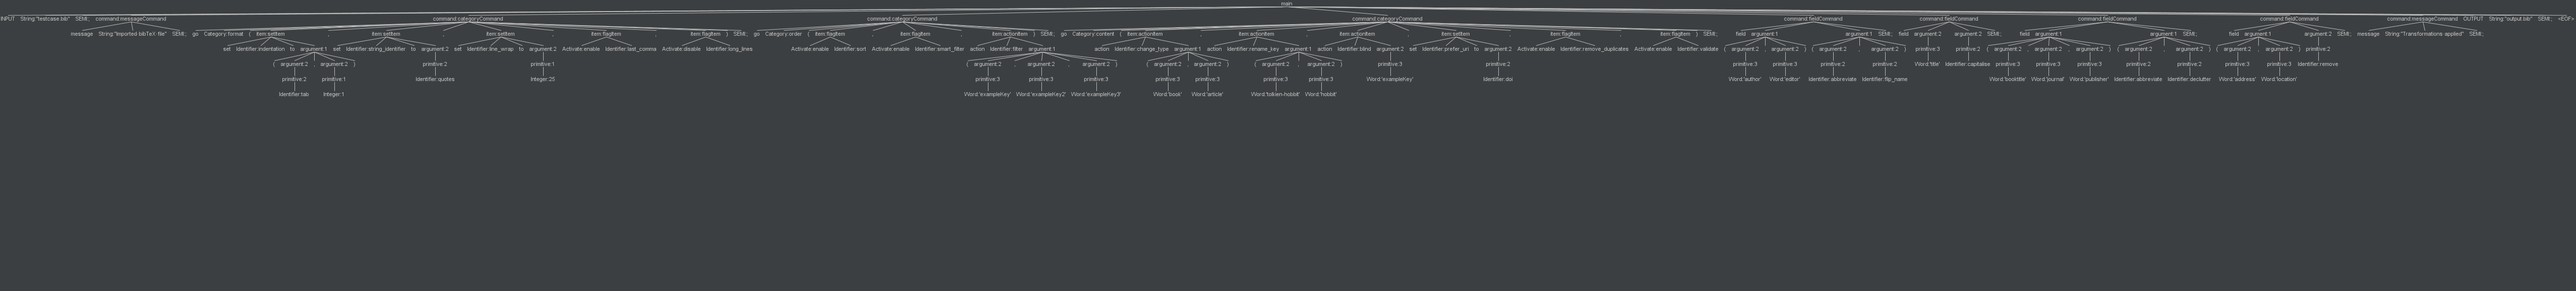 main
INPUT String:"testcase.bib" SEMI:; command:messageCommand command:categoryCommand command:categoryCommand command:categoryCommand command:fieldCommand command:fieldCommand command:fieldCommand command:fieldCommand command:messageCommand OUTPUT String:"output.bib" SEMI:; <EOF>
message String:"Imported bibTeX file" SEMI:; go Category:format ( item:setItem , item:setItem , item:setItem , item:flagItem , item:flagItem ) SEMI:; go Category:order ( item:flagItem , item:flagItem , item:actionItem ) SEMI:; go Category:content ( item:actionItem , item:actionItem , item:actionItem , item:setItem , item:flagItem , item:flagItem ) SEMI:; field argument:1 argument:1 SEMI:; field argument:2 argument:2 SEMI:; field argument:1 argument:1 SEMI:; field argument:1 argument:2 SEMI:; message String:"Transformations applied" SEMI:;
set Identifier:indentation to argument:1 set Identifier:string_identifier to argument:2 set Identifier:line_wrap to argument:2 Activate:enable Identifier:last_comma Activate:disable Identifier:long_lines Activate:enable Identifier:sort Activate:enable Identifier:smart_filter action Identifier:filter argument:1 action Identifier:change_type argument:1 action Identifier:rename_key argument:1 action Identifier:blind argument:2 set Identifier:prefer_uri to argument:2 Activate:enable Identifier:remove_duplicates Activate:enable Identifier:validate ( argument:2 , argument:2 ) ( argument:2 , argument:2 ) primitive:3 primitive:2 ( argument:2 , argument:2 , argument:2 ) ( argument:2 , argument:2 ) ( argument:2 , argument:2 ) primitive:2
( argument:2 , argument:2 ) primitive:2 primitive:1 ( argument:2 , argument:2 , argument:2 ) ( argument:2 , argument:2 ) ( argument:2 , argument:2 ) primitive:3 primitive:2 primitive:3 primitive:3 primitive:2 primitive:2 Word:'title' Identifier:capitalise primitive:3 primitive:3 primitive:3 primitive:2 primitive:2 primitive:3 primitive:3 Identifier:remove
primitive:2 primitive:1 Identifier:quotes Integer:25 primitive:3 primitive:3 primitive:3 primitive:3 primitive:3 primitive:3 primitive:3 Word:'exampleKey' Identifier:doi Word:'author' Word:'editor' Identifier:abbreviate Identifier:flip_name Word:'booktitle' Word:'journal' Word:'publisher' Identifier:abbreviate Identifier:declutter Word:'address' Word:'location'
Identifier:tab Integer:1 Word:'exampleKey' Word:'exampleKey2' Word:'exampleKey3' Word:'book' Word:'article' Word:'tolkien-hobbit' Word:'hobbit'